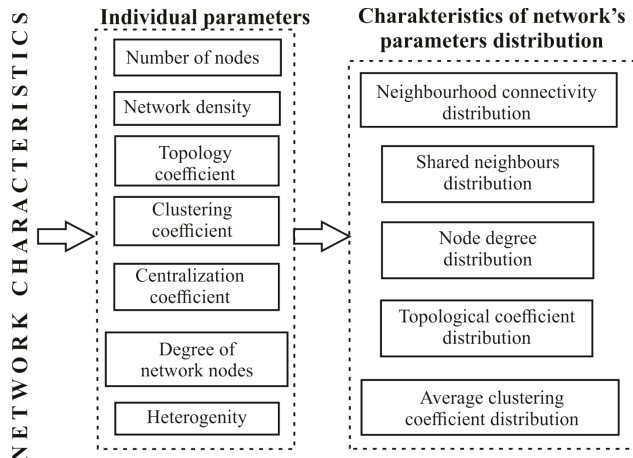 NETWORK CHARACTERISTICS
Individual parameters
Number of nodes
Network density
Topology
coefficient
Clustering
coefficient
Centralization
coefficient
Degree of
network nodes
Heterogenity
Charakteristics of network's
parameters distribution
Neighbourhood connectivity
distribution
Shared neighbours
distribution
Node degree
distribution
Topological coefficient
distribution
Average clustering
coefficient distribution